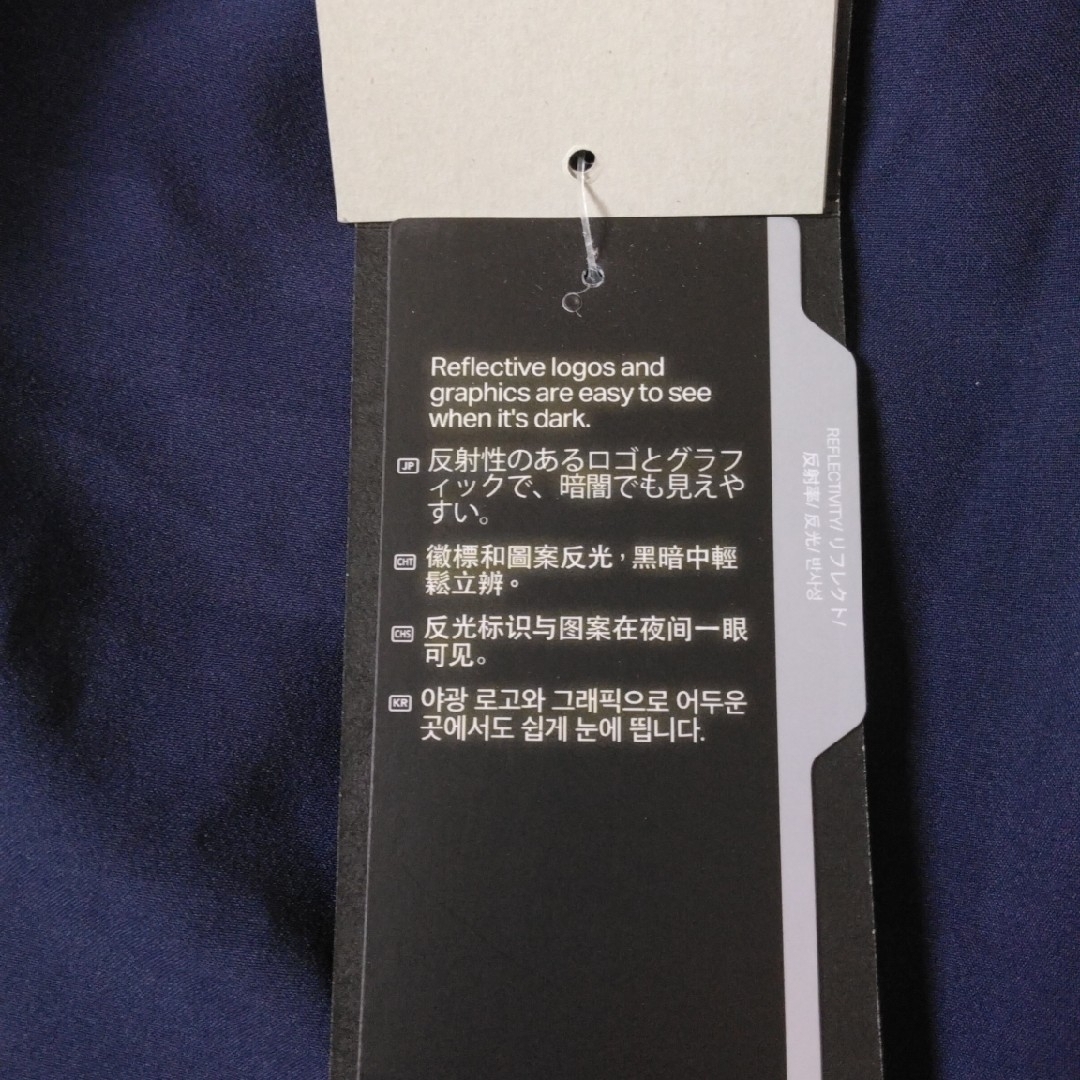 Reflective logos and
graphics are easy to see
when it's dark.
JP 反射性のあるロゴとグラフ
ィックで、暗闇でも見えや
すい。
CHT 徽標和圖案反光，黑暗中輕
鬆立辨。
CHS 反光标识与图案在夜间一眼
可见。
KR 야광 로고와 그래픽으로 어두운
곳에서도 쉽게 눈에 띕니다.
REFLECTIVITY/ リフレクト/
反射率/ 反光/ 반사성